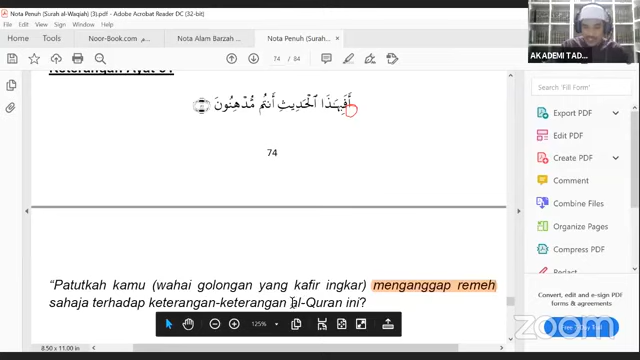 Nota Penuh (Surah al-Waqiah) (3).pdf - Adobe Acrobat Reader DC (32-bit)
File Edit View Sign Window Help
Home Tools Noor-Book.com م... Nota Alam Barzah Nota Penuh (Surah... ×
74 / 84
AKADEMI TAD...
Keterangan Ayat 81
أَفَبِهَـٰذَا ٱلْحَدِيثِ أَنتُم مُّدْهِنُونَ
74
"Patutkah kamu (wahai golongan yang kafir ingkar) menganggap remeh
sahaja terhadap keterangan-keterangan al-Quran ini?
125%
8.50 x 11.00 in
Search 'Fill Form'
Export PDF
Edit PDF
Create PDF
Comment
Combine Files
Organize Pages
Compress PDF
Redact
Convert, edit and e-sign PDF
forms & agreements
Free 7-Day Trial
zoom